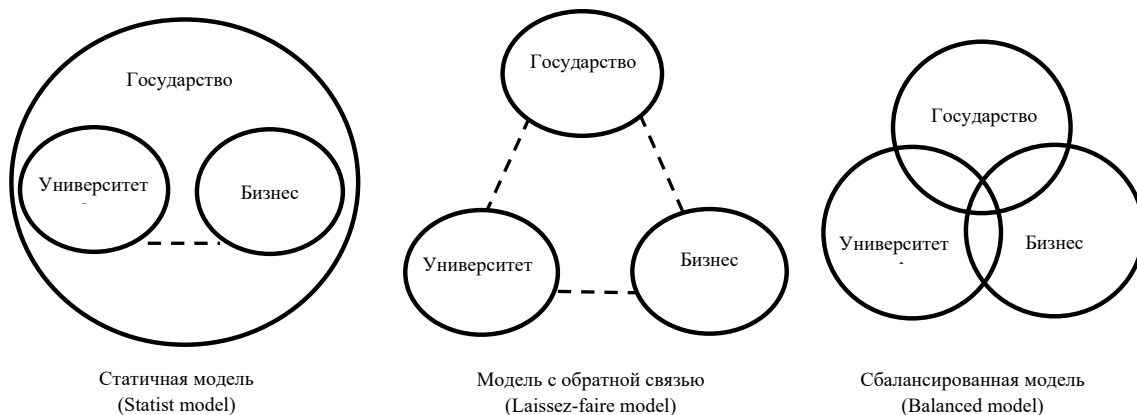 Государство
Университет
Бизнес
Статичная модель
(Statist model)
Государство
Университет
Бизнес
Модель с обратной связью
(Laissez-faire model)
Государство
Университет
Бизнес
Сбалансированная модель
(Balanced model)